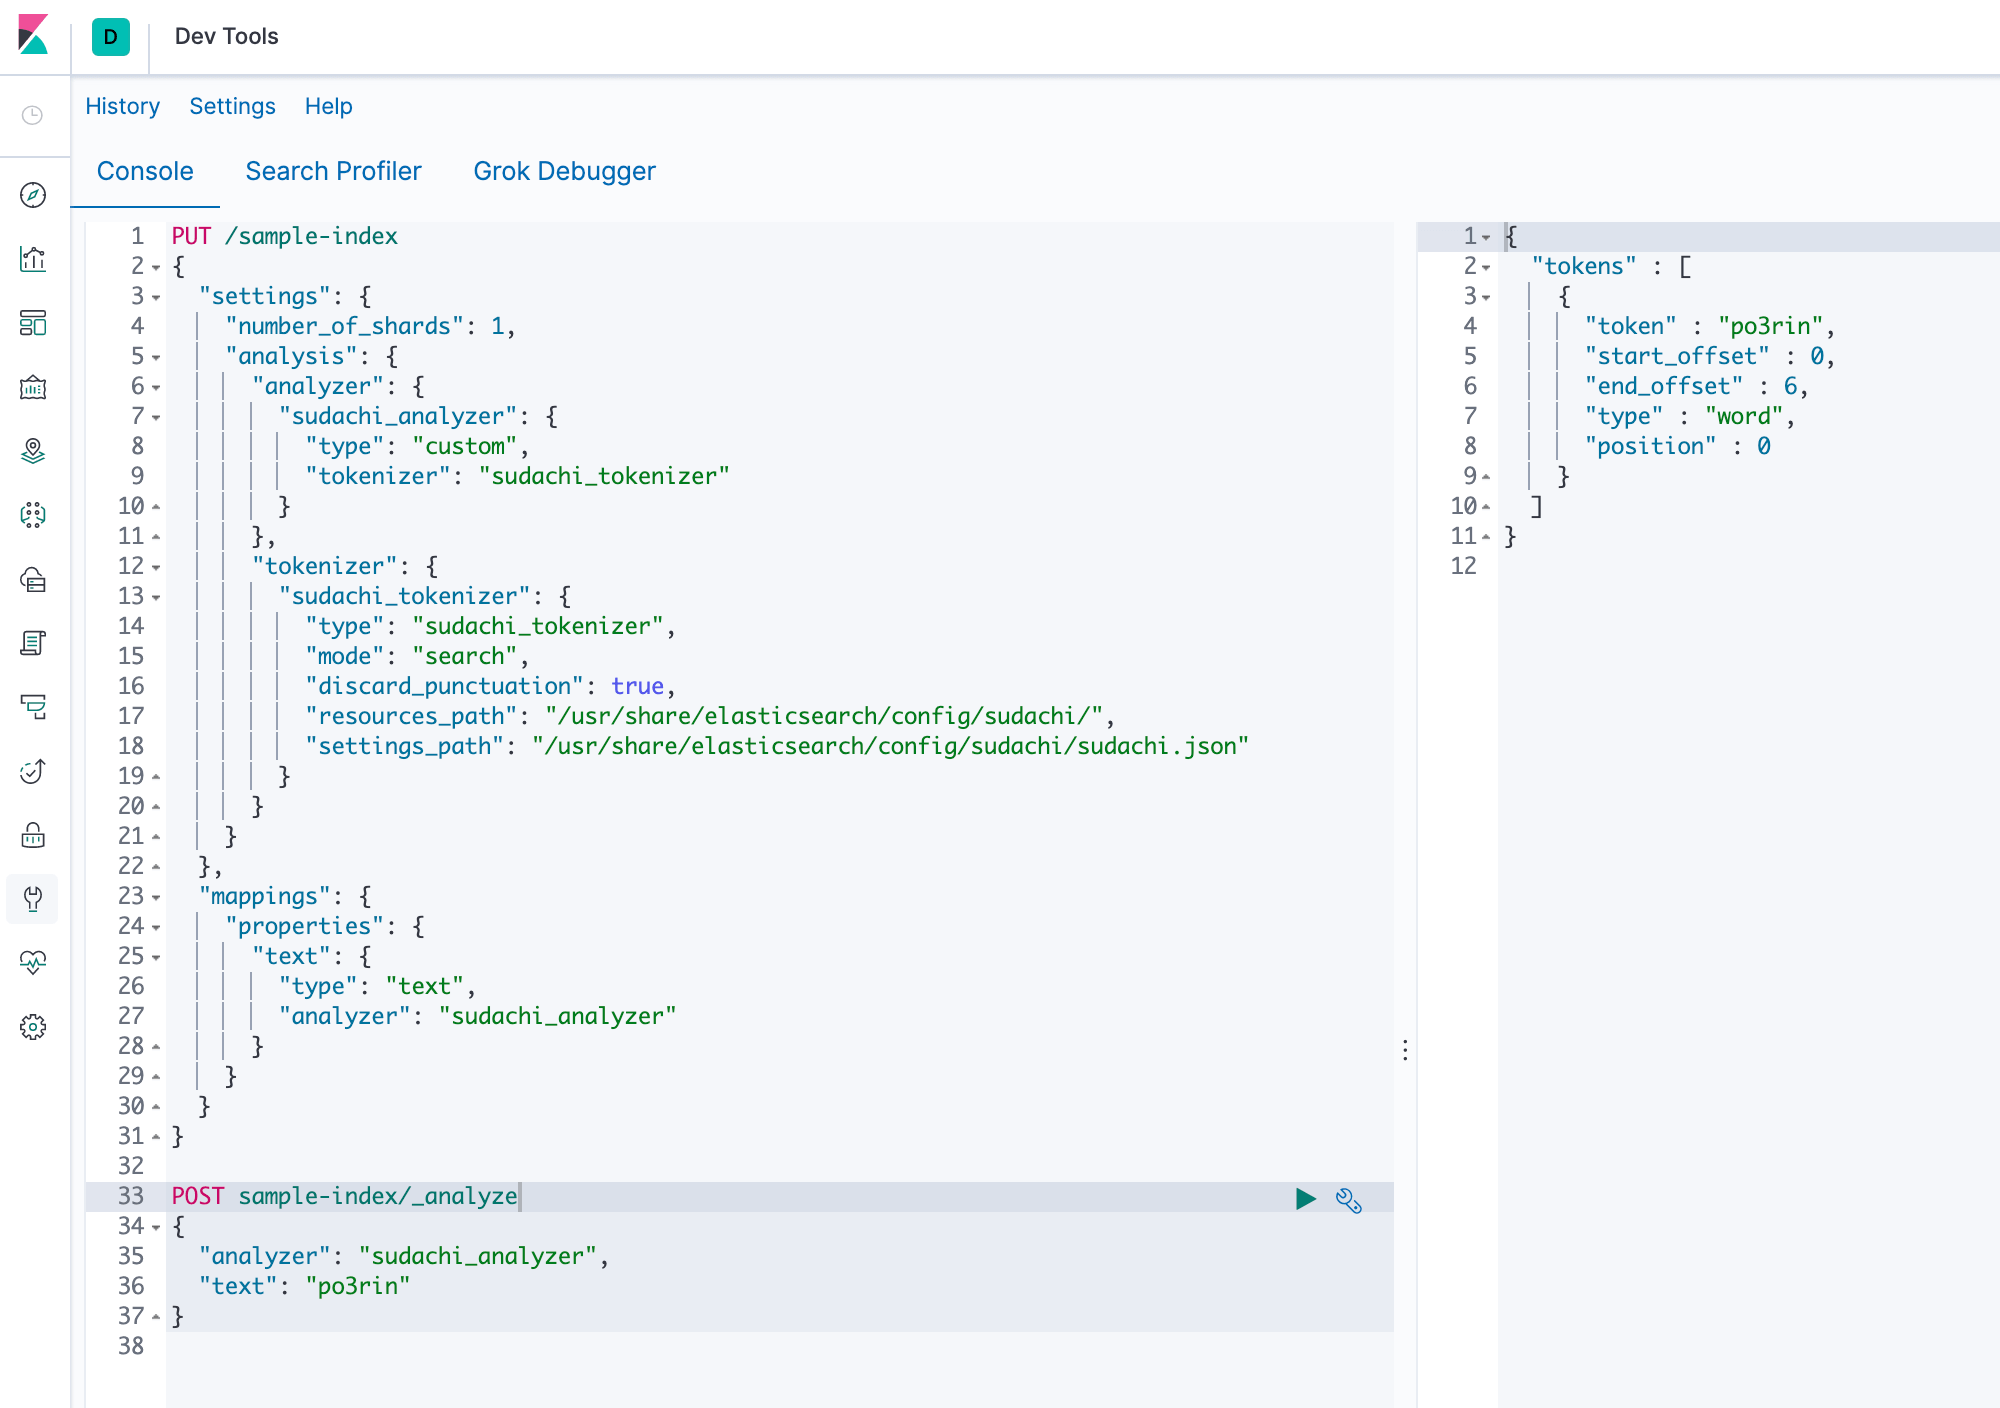 D
Dev Tools
History Settings Help
Console Search Profiler Grok Debugger
1 PUT /sample-index
2 {
3   "settings": {
4     "number_of_shards": 1,
5     "analysis": {
6       "analyzer": {
7         "sudachi_analyzer": {
8           "type": "custom",
9           "tokenizer": "sudachi_tokenizer"
10         }
11       },
12       "tokenizer": {
13         "sudachi_tokenizer": {
14           "type": "sudachi_tokenizer",
15           "mode": "search",
16           "discard_punctuation": true,
17           "resources_path": "/usr/share/elasticsearch/config/sudachi/",
18           "settings_path": "/usr/share/elasticsearch/config/sudachi/sudachi.json"
19         }
20       }
21     }
22   },
23   "mappings": {
24     "properties": {
25       "text": {
26         "type": "text",
27         "analyzer": "sudachi_analyzer"
28       }
29     }
30   }
31 }
32
33 POST sample-index/_analyze
34 {
35   "analyzer": "sudachi_analyzer",
36   "text": "po3rin"
37 }
38
1 {
2   "tokens" : [
3     {
4       "token" : "po3rin",
5       "start_offset" : 0,
6       "end_offset" : 6,
7       "type" : "word",
8       "position" : 0
9     }
10   ]
11 }
12